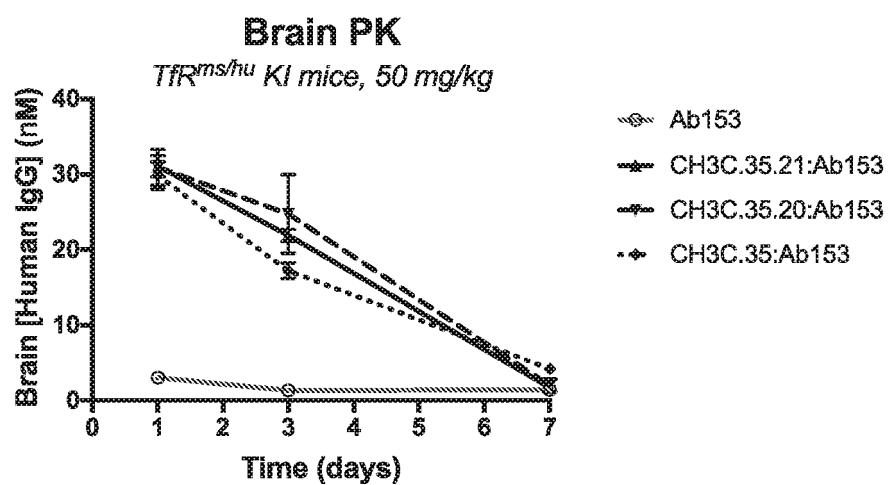 Brain PK
TfR^ms/hu KI mice, 50 mg/kg
Brain [Human IgG] (nM)
40
30
20
10
0
0 1 2 3 4 5 6 7
Time (days)
Ab153
CH3C.35.21:Ab153
CH3C.35.20:Ab153
CH3C.35:Ab153